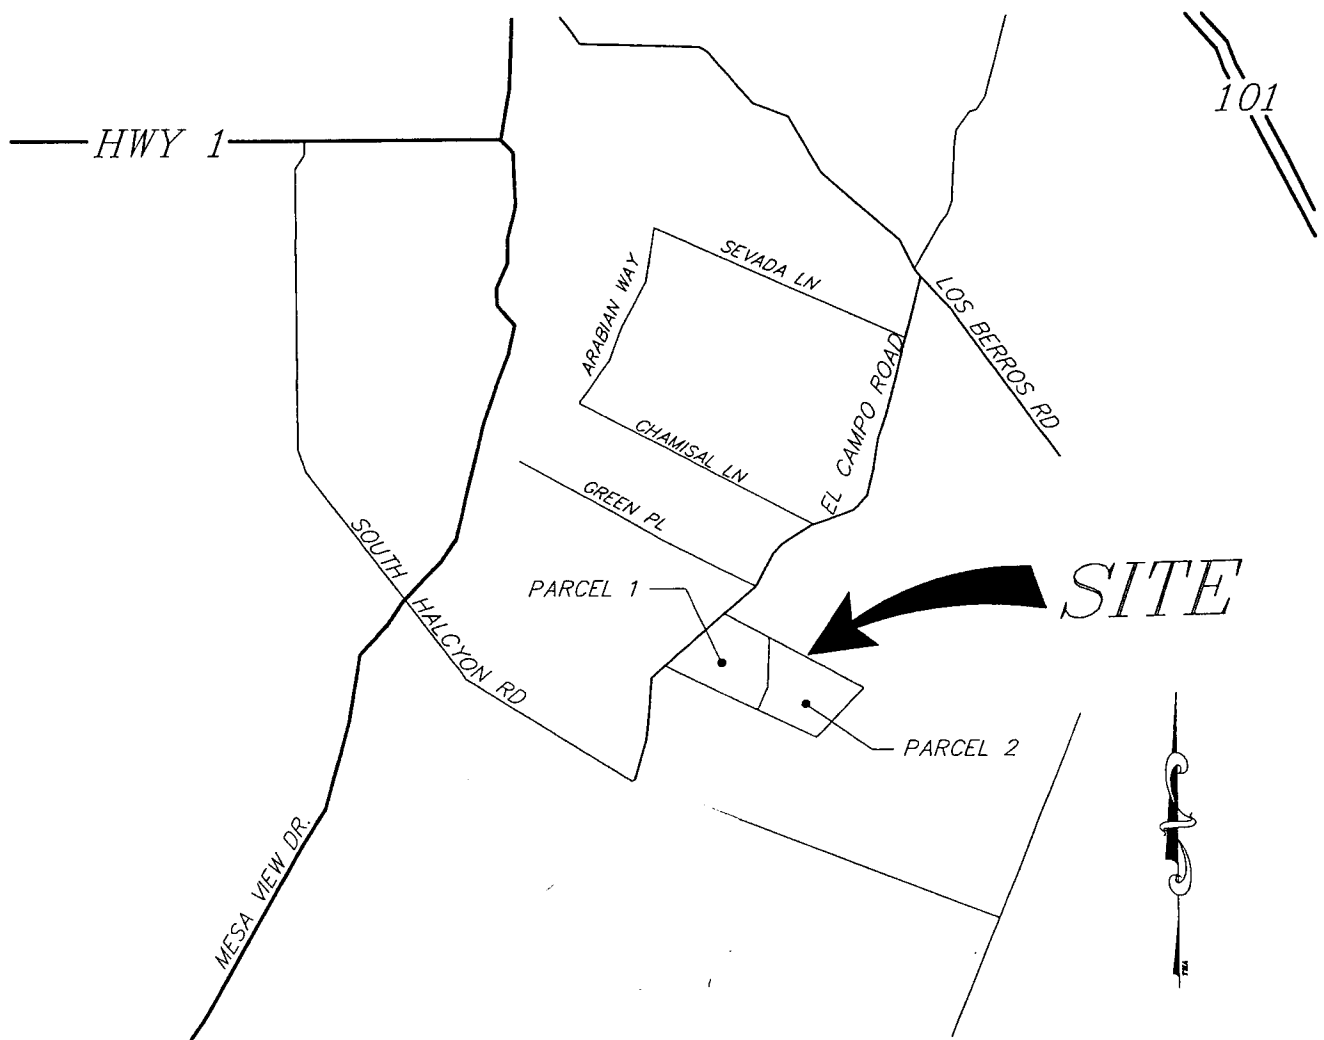 101
HWY 1
SEVADA LN
ARABIAN WAY
LOS BERROS RD
EL CAMPO ROAD
CHAMISAL LN
GREEN PL
SOUTH HALCYON RD
PARCEL 1
SITE
PARCEL 2
MESA VIEW DR.